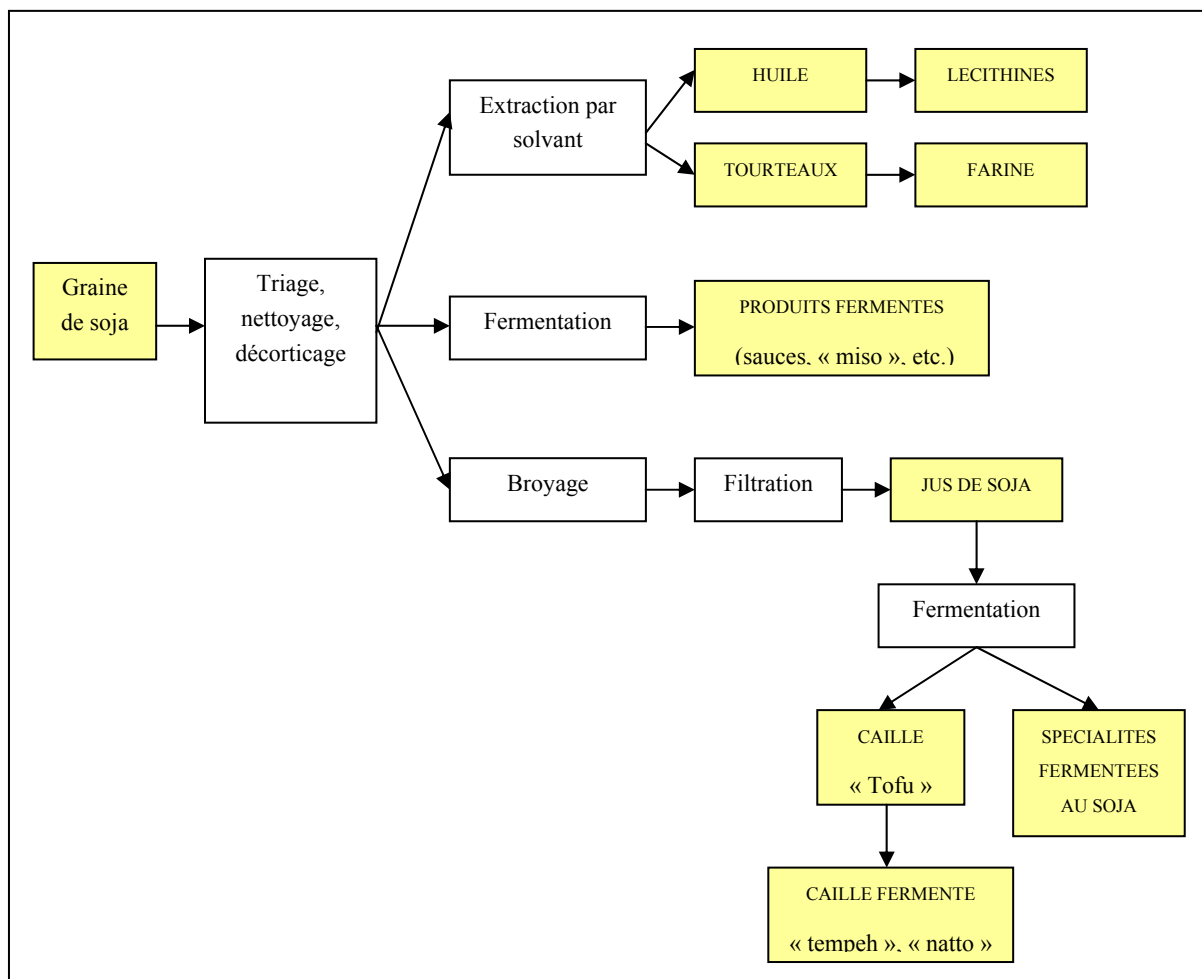 HUILE
LECITHINES
Extraction par
solvant
TOURTEAUX
FARINE
Graine
de soja
Triage,
nettoyage,
décorticage
Fermentation
PRODUITS FERMENTES
(sauces, « miso », etc.)
Broyage
Filtration
JUS DE SOJA
Fermentation
CAILLE
« Tofu »
SPECIALITES
FERMENTEES
AU SOJA
CAILLE FERMENTE
« tempeh », « natto »